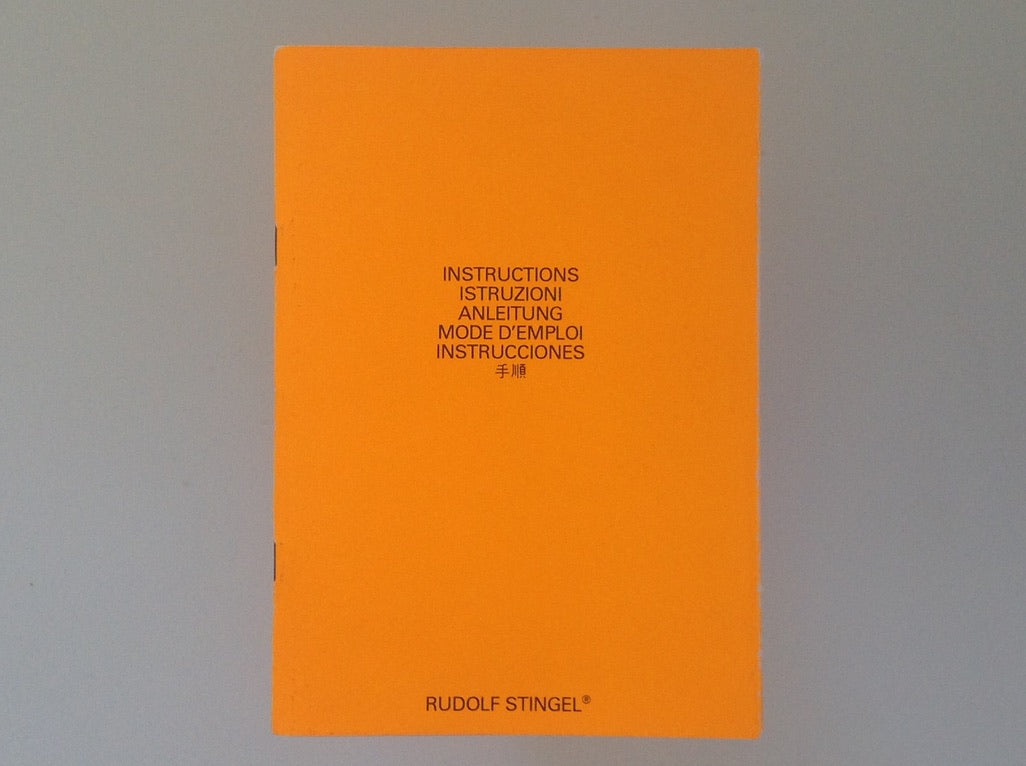 INSTRUCTIONS
ISTRUZIONI
ANLEITUNG
MODE D'EMPLOI
INSTRUCCIONES
手順
RUDOLF STINGEL®